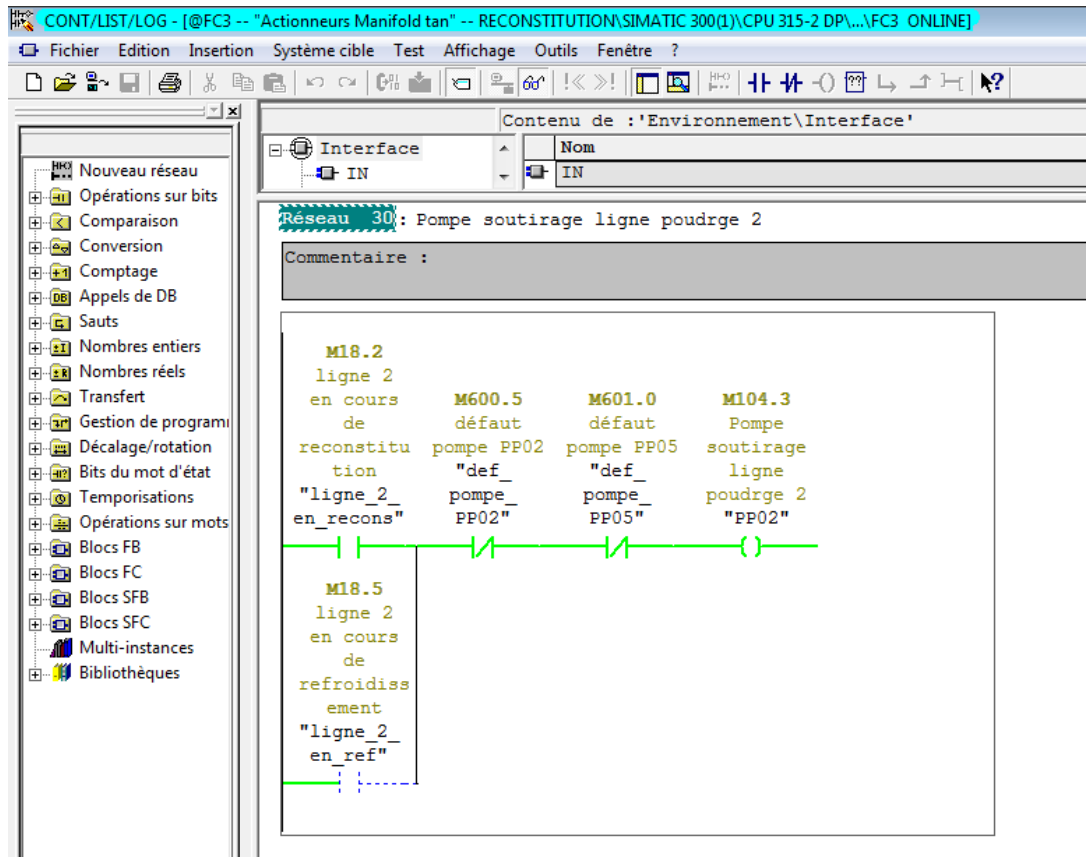 CONT/LIST/LOG - [@FC3 -- "Actionneurs Manifold tan" -- RECONSTITUTION\SIMATIC 300(1)\CPU 315-2 DP\...\FC3 ONLINE]
Fichier Edition Insertion Système cible Test Affichage Outils Fenêtre ?
Contenu de :'Environnement\Interface'
Interface
IN
Nom
IN
Nouveau réseau
Opérations sur bits
Comparaison
Conversion
Comptage
Appels de DB
Sauts
Nombres entiers
Nombres réels
Transfert
Gestion de programm
Décalage/rotation
Bits du mot d'état
Temporisations
Opérations sur mots
Blocs FB
Blocs FC
Blocs SFB
Blocs SFC
Multi-instances
Bibliothèques
Réseau 30: Pompe soutirage ligne poudrge 2
Commentaire :
M18.2
ligne 2
en cours
de
reconstitu
tion
"ligne_2_
en_recons"
M600.5
défaut
pompe PP02
"def_
pompe_
PP02"
M601.0
défaut
pompe PP05
"def_
pompe_
PP05"
M104.3
Pompe
soutirage
ligne
poudrge 2
"PP02"
M18.5
ligne 2
en cours
de
refroidiss
ement
"ligne_2_
en_ref"